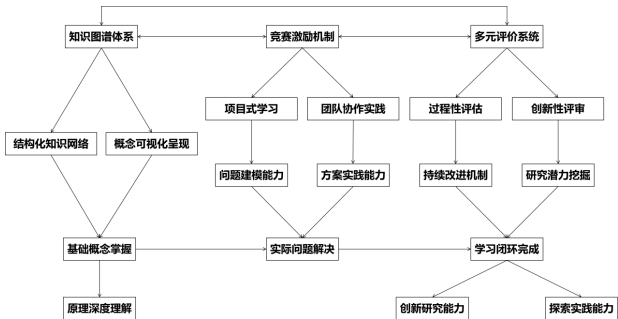 知识图谱体系
竞赛激励机制
多元评价系统
项目式学习
团队协作实践
过程性评估
创新性评审
结构化知识网络
概念可视化呈现
问题建模能力
方案实践能力
持续改进机制
研究潜力挖掘
基础概念掌握
实际问题解决
学习闭环完成
原理深度理解
创新研究能力
探索实践能力